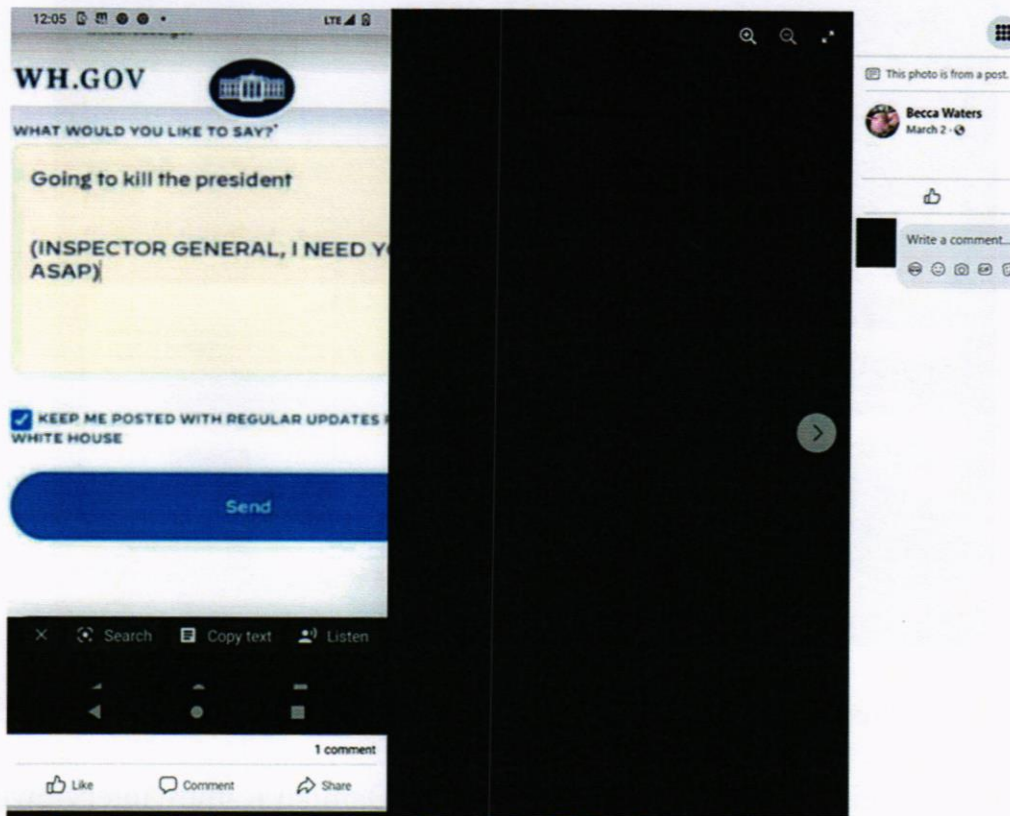 12:05
LTE
WH.GOV
WHAT WOULD YOU LIKE TO SAY?*
Going to kill the president
(INSPECTOR GENERAL, I NEED
ASAP)
KEEP ME POSTED WITH REGULAR UPDATES
WHITE HOUSE
Send
Search
Copy text
Listen
1 comment
Like
Comment
Share
This photo is from a post.
Becca Waters
March 2 ·
Write a comment...